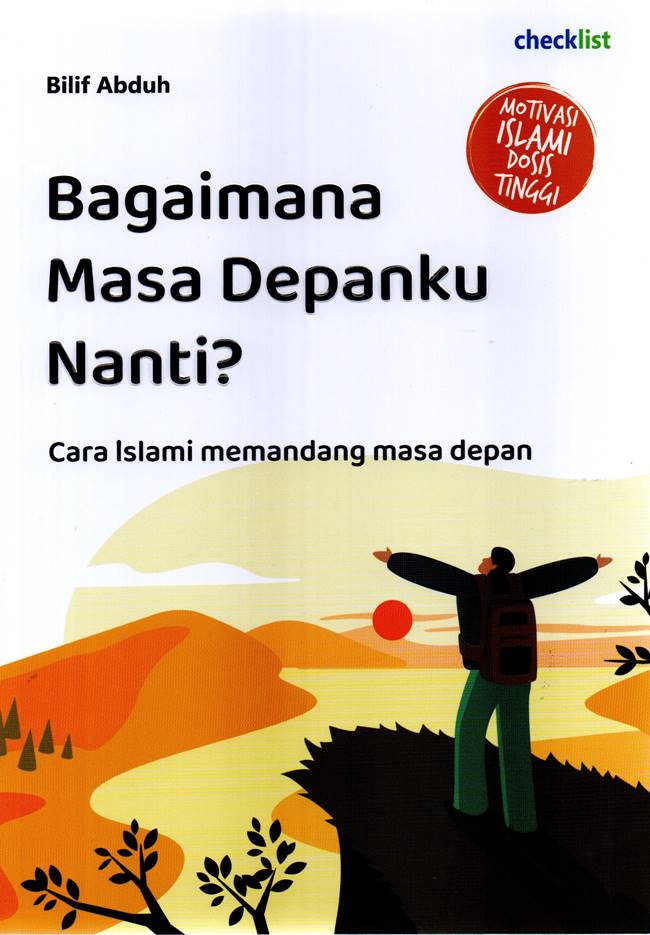 checklist
Bilif Abduh
MOTIVASI
ISLAMI
DOSIS
TINGGI
Bagaimana
Masa Depanku
Nanti?
Cara Islami memandang masa depan